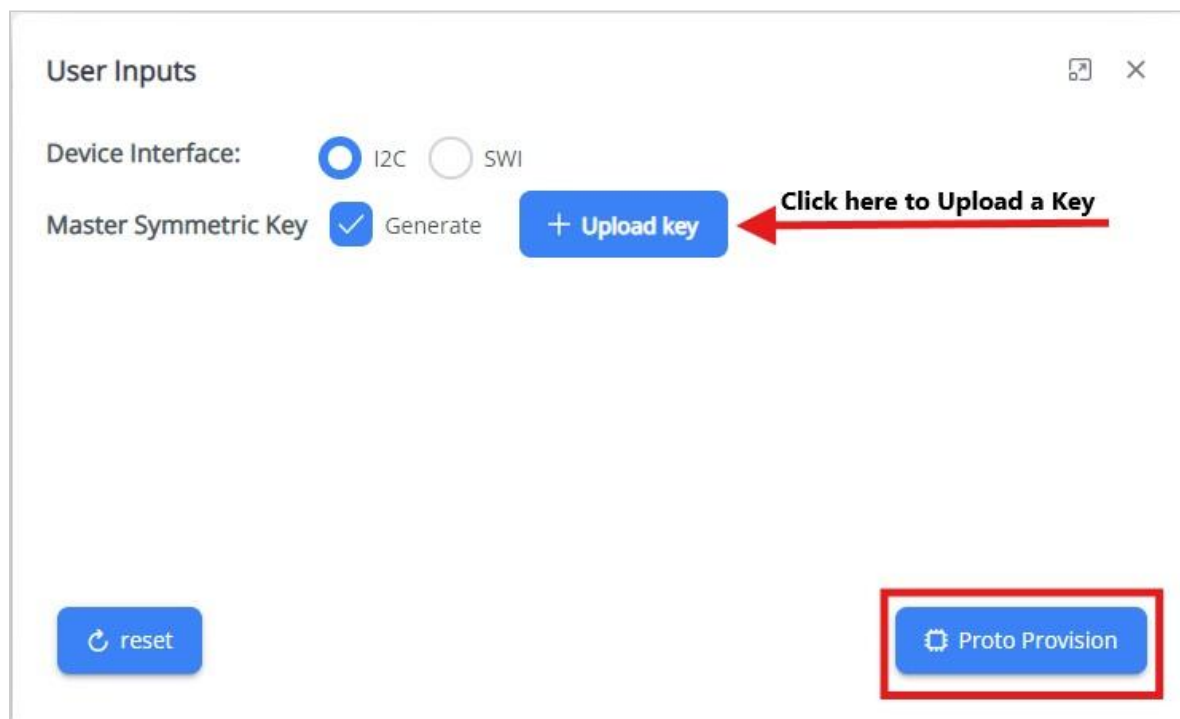 User Inputs
Device Interface: I2C SWI
Master Symmetric Key Generate + Upload key Click here to Upload a Key
reset Proto Provision